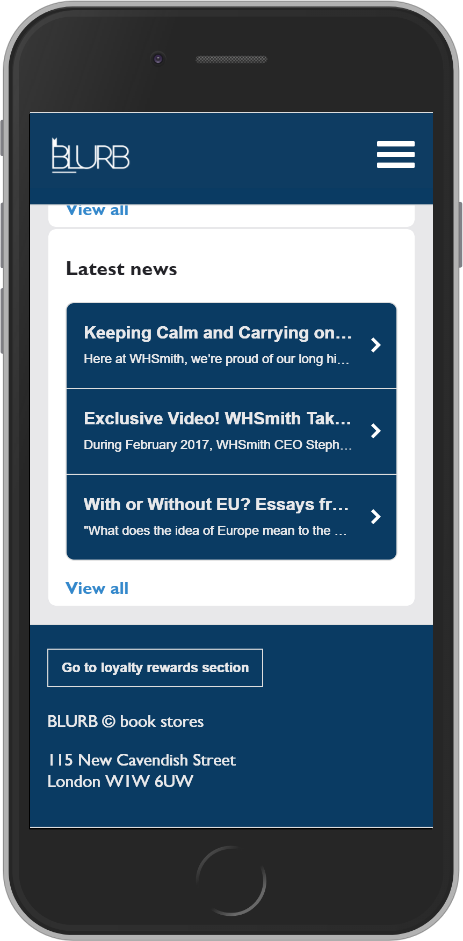 BLURB
View all
Latest news
Keeping Calm and Carrying on...
Here at WHSmith, we're proud of our long hi...
Exclusive Video! WHSmith Tak...
During February 2017, WHSmith CEO Steph...
With or Without EU? Essays fr...
"What does the idea of Europe mean to the ...
View all
Go to loyalty rewards section
BLURB © book stores
115 New Cavendish Street
London W1W 6UW